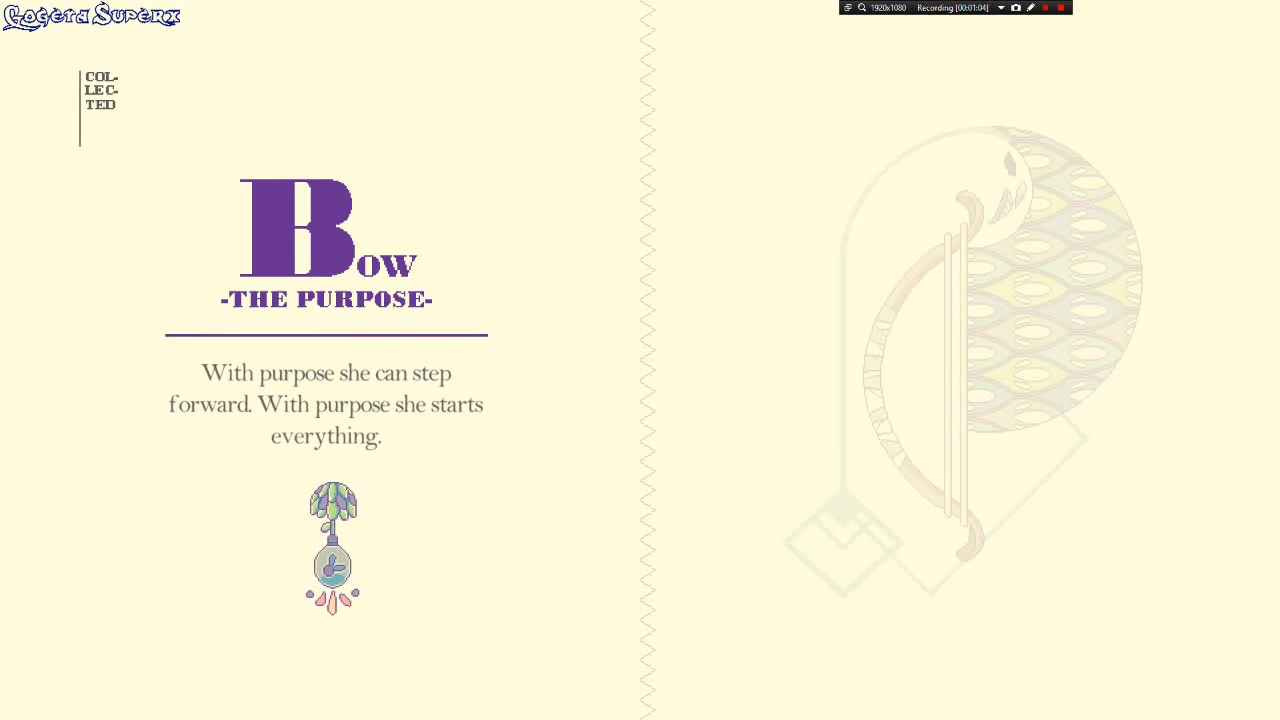 Gogeta Superx
1920x1080 Recording [00:01:04]
COL-
LEC-
TED
BOW
-THE PURPOSE-
With purpose she can step
forward. With purpose she starts
everything.